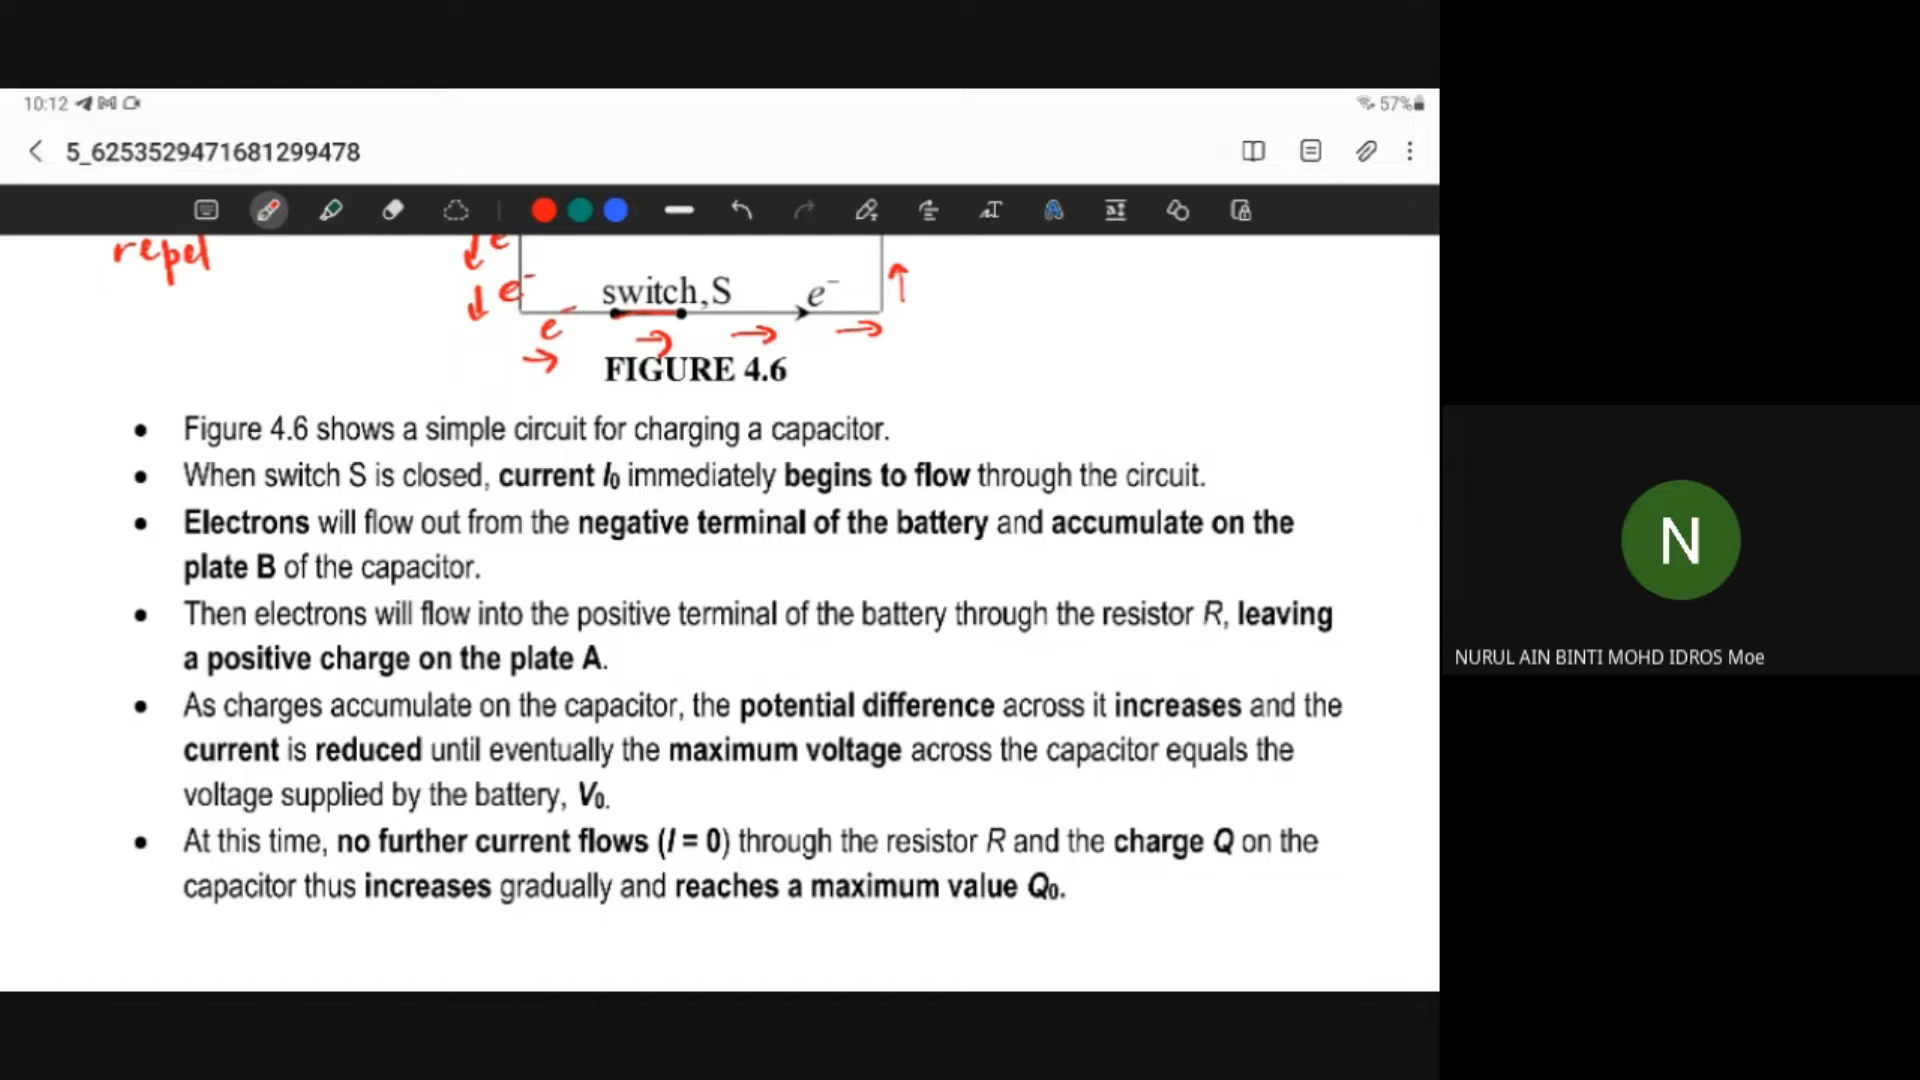 10:12
57%
5_6253529471681299478
repel
e
e⁻
switch,S
e⁻
e⁻
FIGURE 4.6
• Figure 4.6 shows a simple circuit for charging a capacitor.
• When switch S is closed, current I₀ immediately begins to flow through the circuit.
• Electrons will flow out from the negative terminal of the battery and accumulate on the
plate B of the capacitor.
• Then electrons will flow into the positive terminal of the battery through the resistor R, leaving
a positive charge on the plate A.
• As charges accumulate on the capacitor, the potential difference across it increases and the
current is reduced until eventually the maximum voltage across the capacitor equals the
voltage supplied by the battery, V₀.
• At this time, no further current flows (I = 0) through the resistor R and the charge Q on the
capacitor thus increases gradually and reaches a maximum value Q₀.
N
NURUL AIN BINTI MOHD IDROS Moe